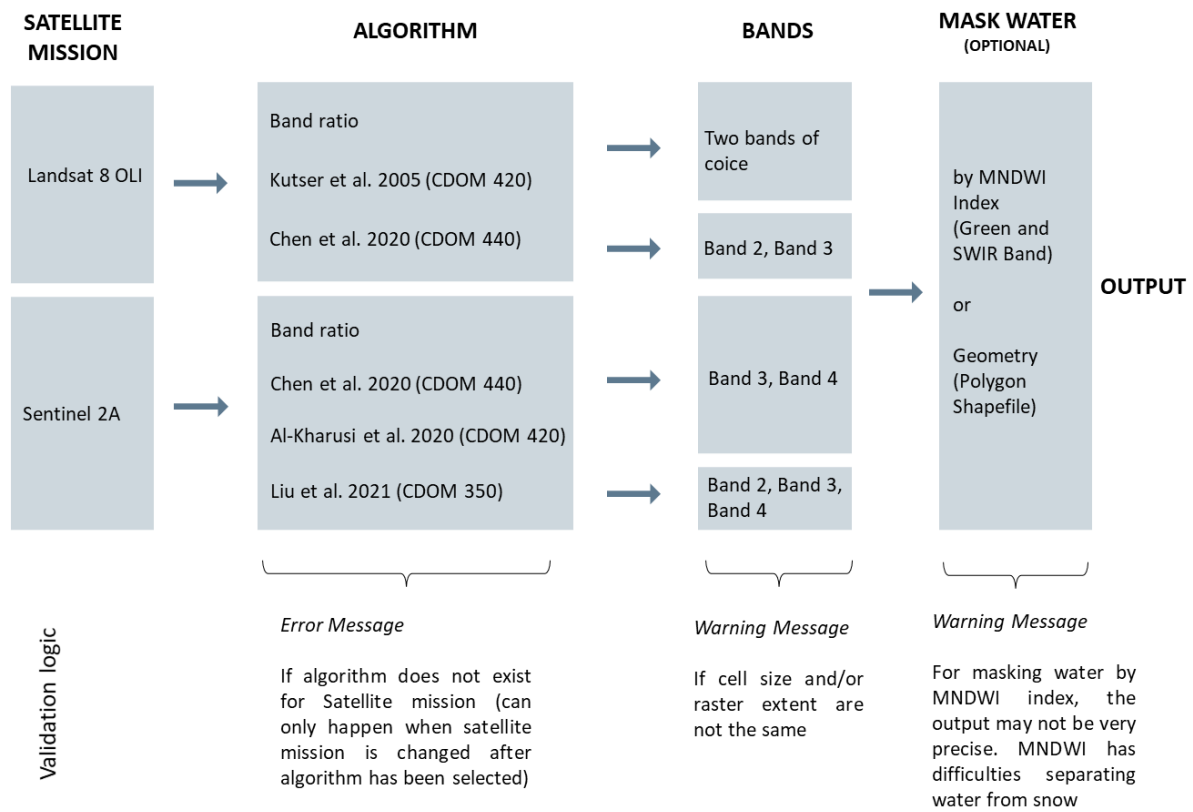 SATELLITE
MISSION
ALGORITHM
BANDS
MASK WATER
(OPTIONAL)
Landsat 8 OLI
Band ratio
Kutser et al. 2005 (CDOM 420)
Chen et al. 2020 (CDOM 440)
Two bands of
coice
Band 2, Band 3
Sentinel 2A
Band ratio
Chen et al. 2020 (CDOM 440)
Al-Kharusi et al. 2020 (CDOM 420)
Liu et al. 2021 (CDOM 350)
Band 3, Band 4
Band 2, Band 3,
Band 4
by MNDWI
Index
(Green and
SWIR Band)
or
Geometry
(Polygon
Shapefile)
OUTPUT
Validation logic
Error Message
If algorithm does not exist
for Satellite mission (can
only happen when satellite
mission is changed after
algorithm has been selected)
Warning Message
If cell size and/or
raster extent are
not the same
Warning Message
For masking water by
MNDWI index, the
output may not be very
precise. MNDWI has
difficulties separating
water from snow